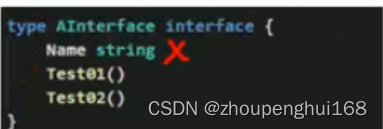 type AInterface interface {
Name string X
Test01()
Test02()
CSDN @zhoupenghui168
}